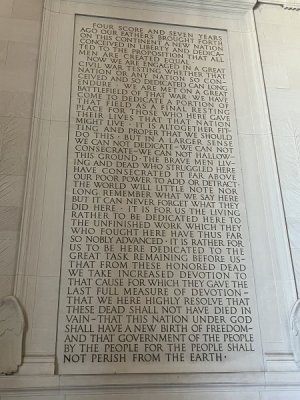 FOUR SCORE AND SEVEN YEARS
AGO OUR FATHERS BROUGHT FORTH
ON THIS CONTINENT A NEW NATION
CONCEIVED IN LIBERTY AND DEDICA-
TED TO THE PROPOSITION THAT ALL
MEN ARE CREATED EQUAL ·
NOW WE ARE ENGAGED IN A GREAT
CIVIL WAR TESTING WHETHER THAT
NATION OR ANY NATION SO CON-
CEIVED AND SO DEDICATED CAN LONG
ENDURE · WE ARE MET ON A GREAT
BATTLEFIELD OF THAT WAR · WE HAVE
COME TO DEDICATE A PORTION OF
THAT FIELD AS A FINAL RESTING
PLACE FOR THOSE WHO HERE GAVE
THEIR LIVES THAT THAT NATION
MIGHT LIVE · IT IS ALTOGETHER FIT-
TING AND PROPER THAT WE SHOULD
DO THIS · BUT IN A LARGER SENSE
WE CAN NOT DEDICATE–WE CAN NOT
CONSECRATE–WE CAN NOT HALLOW–
THIS GROUND · THE BRAVE MEN LIV-
ING AND DEAD WHO STRUGGLED HERE
HAVE CONSECRATED IT FAR ABOVE
OUR POOR POWER TO ADD OR DETRACT ·
THE WORLD WILL LITTLE NOTE NOR
LONG REMEMBER WHAT WE SAY HERE
BUT IT CAN NEVER FORGET WHAT THEY
DID HERE · IT IS FOR US THE LIVING
RATHER TO BE DEDICATED HERE TO
THE UNFINISHED WORK WHICH THEY
WHO FOUGHT HERE HAVE THUS FAR
SO NOBLY ADVANCED · IT IS RATHER FOR
US TO BE HERE DEDICATED TO THE
GREAT TASK REMAINING BEFORE US–
THAT FROM THESE HONORED DEAD
WE TAKE INCREASED DEVOTION TO
THAT CAUSE FOR WHICH THEY GAVE THE
LAST FULL MEASURE OF DEVOTION–
THAT WE HERE HIGHLY RESOLVE THAT
THESE DEAD SHALL NOT HAVE DIED IN
VAIN–THAT THIS NATION UNDER GOD
SHALL HAVE A NEW BIRTH OF FREEDOM–
AND THAT GOVERNMENT OF THE PEOPLE
BY THE PEOPLE FOR THE PEOPLE SHALL
NOT PERISH FROM THE EARTH ·